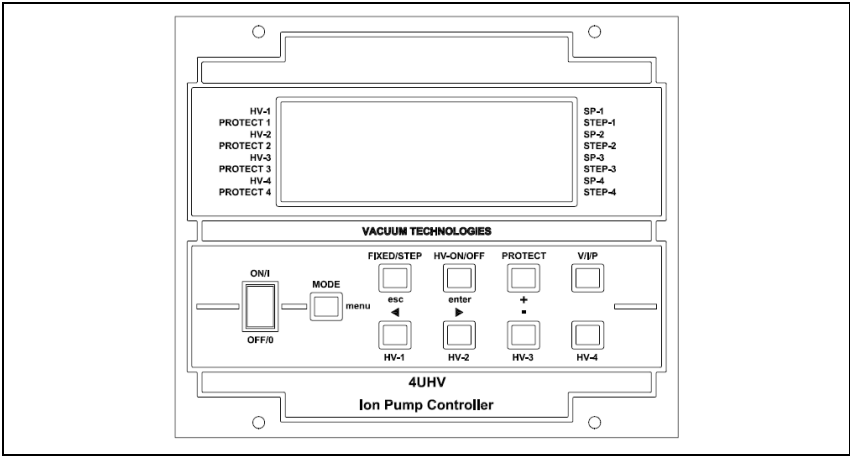 HV-1
PROTECT 1
HV-2
PROTECT 2
HV-3
PROTECT 3
HV-4
PROTECT 4
SP-1
STEP-1
SP-2
STEP-2
SP-3
STEP-3
SP-4
STEP-4
VACUUM TECHNOLOGIES
FIXED/STEP HV-ON/OFF PROTECT V/I/P
ON/I
MODE
menu
esc enter +
-
OFF/0
HV-1 HV-2 HV-3 HV-4
4UHV
Ion Pump Controller